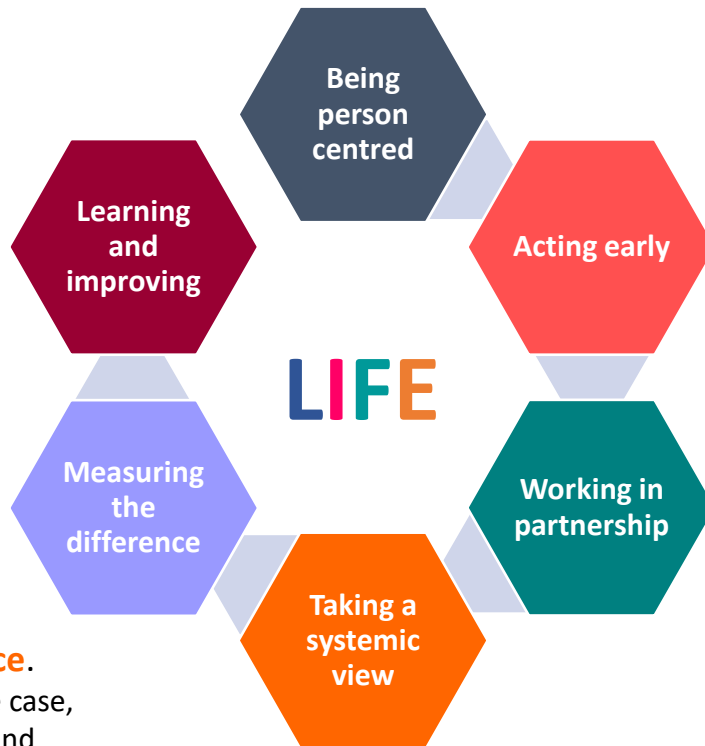 Being
person
centred
Learning
and
improving
Acting early
LIFE
Measuring
the
difference
Working in
partnership
Taking a
systemic
view
case,